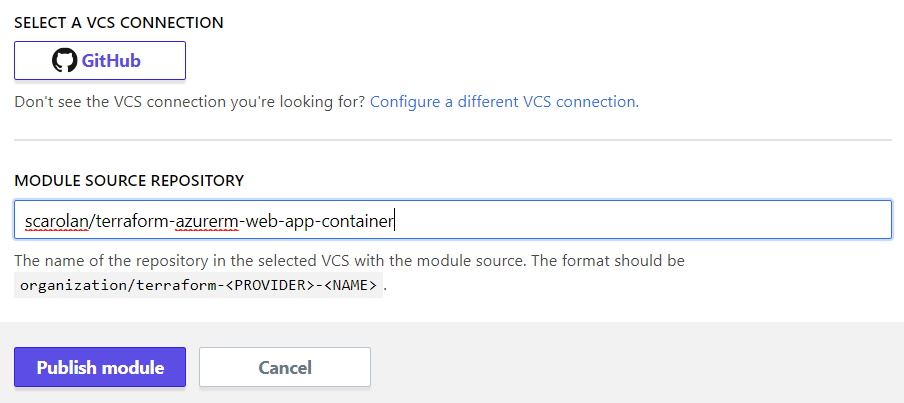 SELECT A VCS CONNECTION
GitHub
Don't see the VCS connection you're looking for? Configure a different VCS connection.
MODULE SOURCE REPOSITORY
scarolan/terraform-azurerm-web-app-container
The name of the repository in the selected VCS with the module source. The format should be
organization/terraform-<PROVIDER>-<NAME>.
Publish module Cancel